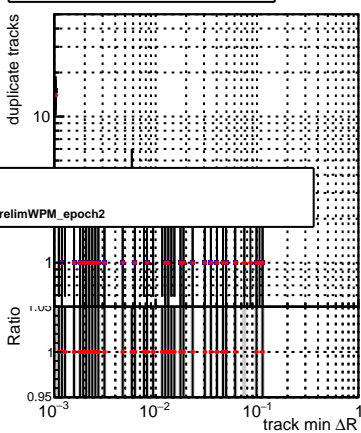 duplicate tracks
10
relimWPM_epoch2
1
1.05
Ratio
1
0.95
10⁻³ 10⁻² 10⁻¹ 1
track min ΔR